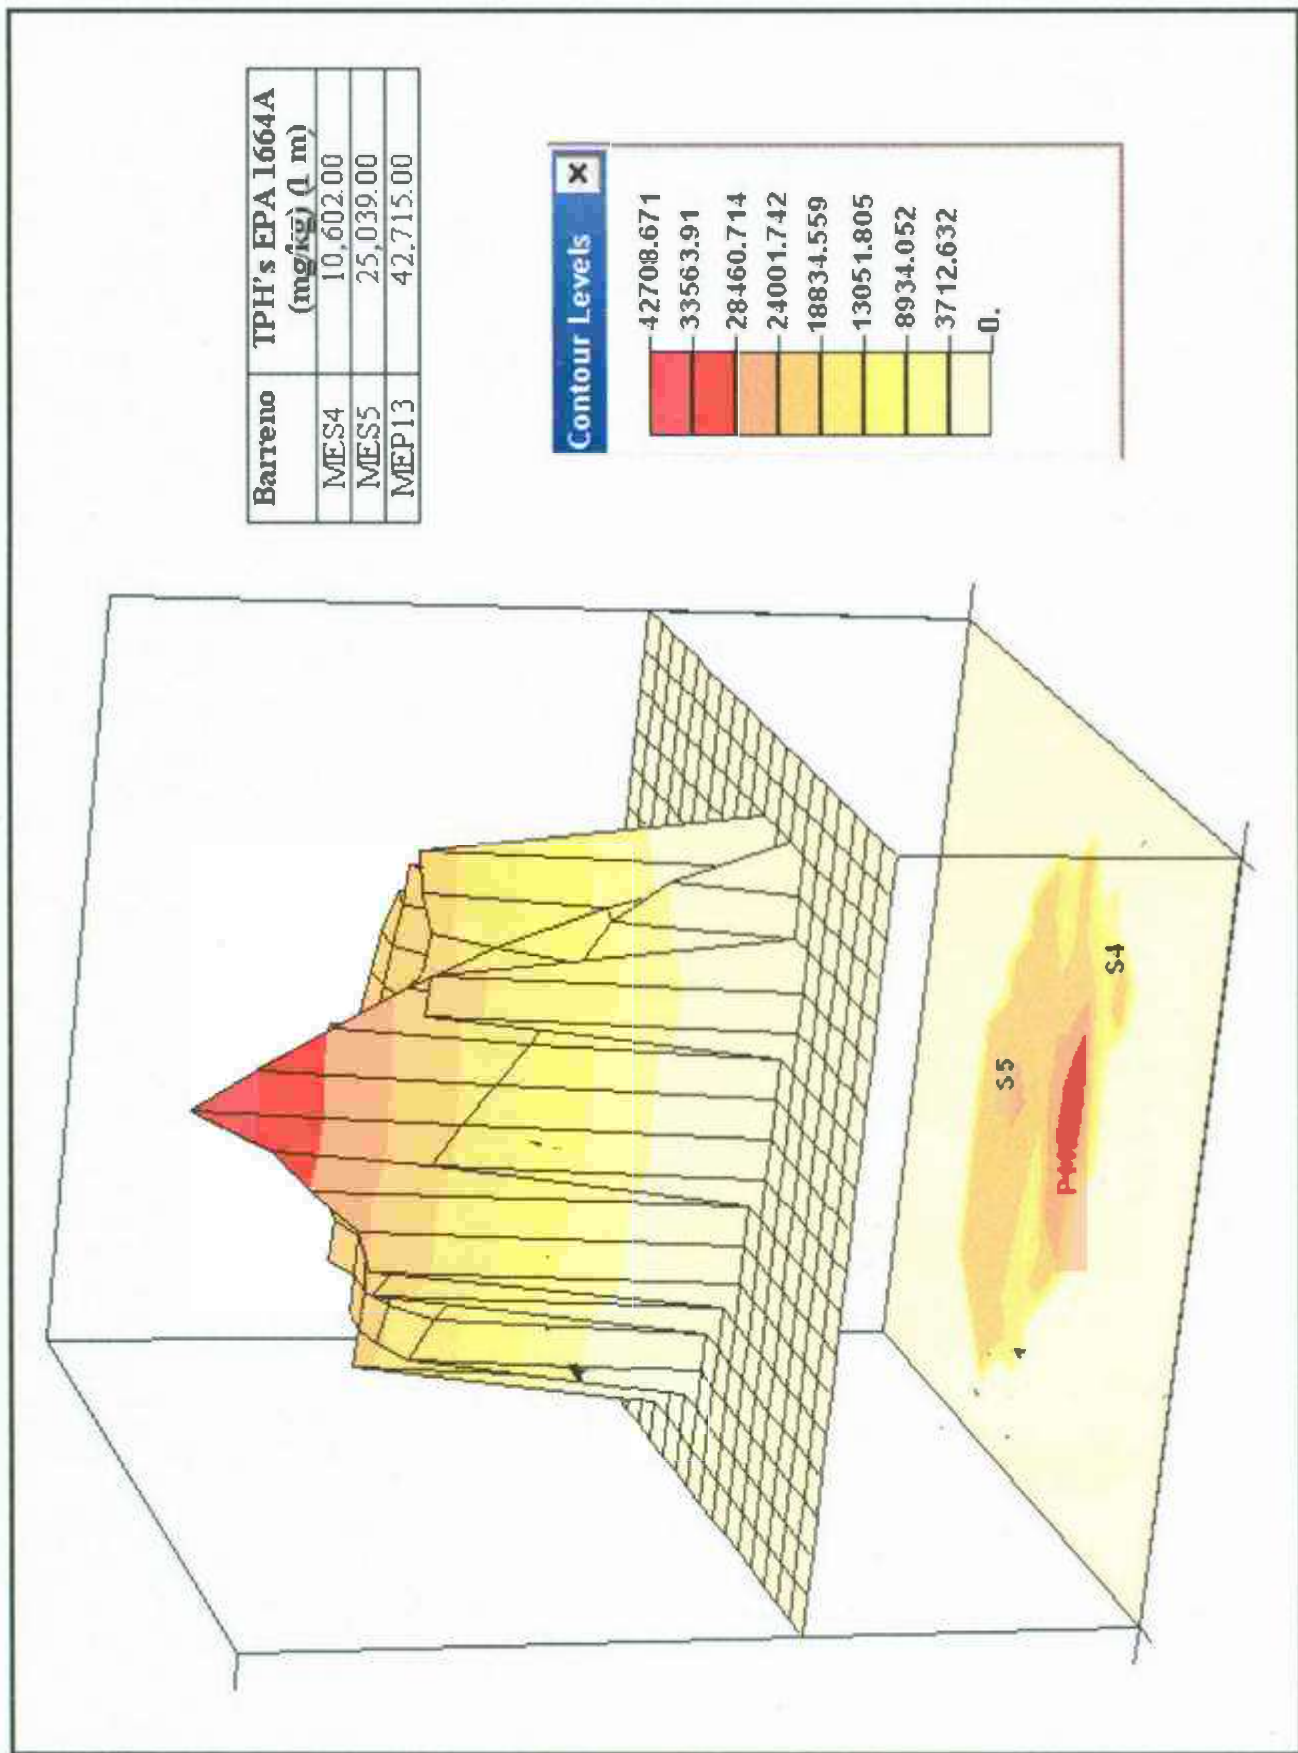 Barreno TPH's EPA 1664A
(mg/kg) (1 m)
MES4 10,602.00
MES5 25,039.00
MEP13 42,715.00
Contour Levels
42708.671
33563.91
28460.714
24001.742
18834.559
13051.805
8934.052
3712.632
0.
S5
S4